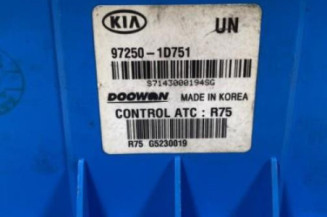 KIA UN
97250-1D751
S7143000194SG
DOOWON MADE IN KOREA
CONTROL ATC : R75
R75 G5230019